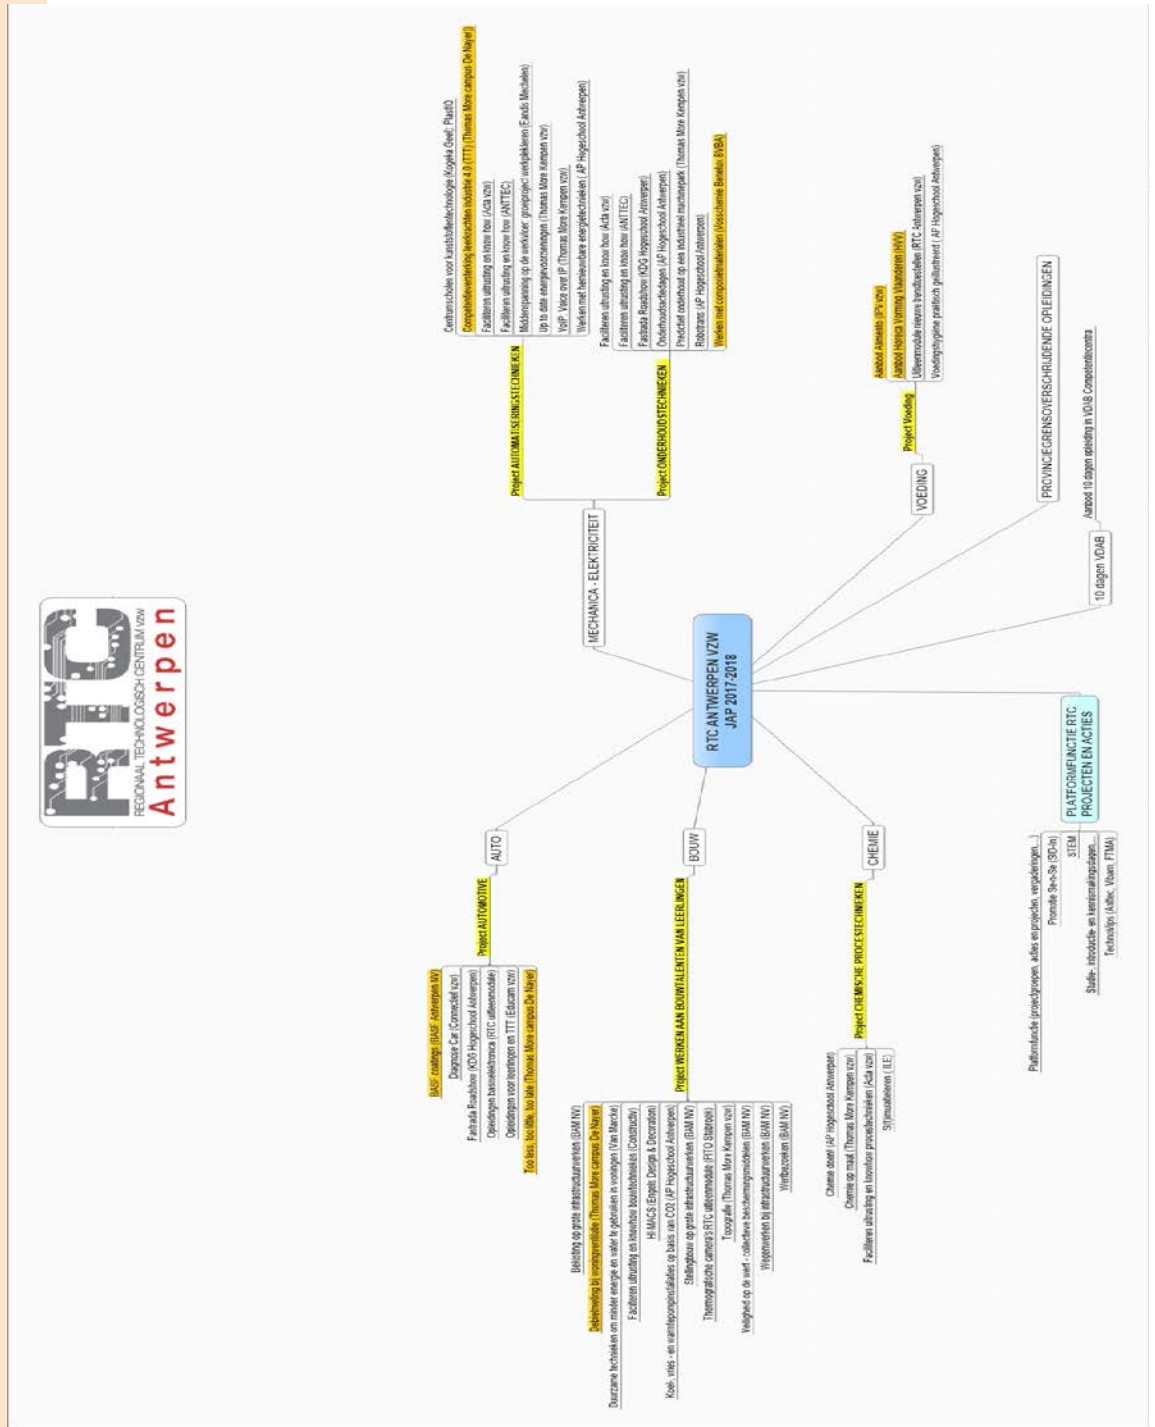 RTC
REGIONAAL TECHNOLOGISCH CENTRUM VZW
Antwerpen
RTC ANTWERPEN VZW
JAP 2017-2018
AUTO
Project AUTOMOTIVE
BASF coatings (BASF Antwerpen NV)
Diagnose Car (Connectief vzw)
Fastrada Roadshow (KDG Hogeschool Antwerpen)
Opleidingen basiselektronica (RTC uitleenmodule)
Opleidingen voor leerlingen en TTT (Educam vzw)
Too less, too little, too late (Thomas More campus De Nayer)
BOUW
Project WERKEN AAN BOUWTALENTEN VAN LEERLINGEN
Bekisting op grote infrastructuurwerken (BAM NV)
Debietmeting bij woningventilatie (Thomas More campus De Nayer)
Duurzame technieken om minder energie en water te gebruiken in woningen (Van Marcke)
Faciliteren uitrusting en knowhow bouwtechnieken (Constructiv)
HI-MACS (Engels Design & Decoration)
Koel-, vries - en warmtepompinstallaties op basis van CO2 (AP Hogeschool Antwerpen)
Stellingbouw op grote infrastructuurwerken (BAM NV)
Thermografische camera's RTC uitleenmodule (PITO Stabroek)
Topografie (Thomas More Kempen vzw)
Veiligheid op de werf - collectieve beschermingsmiddelen (BAM NV)
Wegenwerken bij infrastructuurwerken (BAM NV)
Werfbezoeken (BAM NV)
CHEMIE
Project CHEMISCHE PROCESTECHNIEKEN
Chemie doen! (AP Hogeschool Antwerpen)
Chemie op maat (Thomas More Kempen vzw)
Faciliteren uitrusting en knowhow procestechnieken (Acta vzw)
S(t)imuatieleren ( ILE)
PLATFORMFUNCTIE RTC
PROJECTEN EN ACTIES
Platformfunctie (projectgroepen, acties en projecten, vergaderingen,...)
Promotie Se-n-Se (SID-In)
STEM
Studie-, introductie- en kennismakingsdagen,...
Technovips (Anttec, Vibam, FTMA)
MECHANICA - ELEKTRICITEIT
Project AUTOMATISERINGSTECHNIEKEN
Centrumscholen voor kunststoffentechnologie (Kogeka Geel; PlastIQ
Competentieversterking leerkrachten industrie 4.0 (TTT) (Thomas More campus De Nayer))
Faciliteren uitrusting en know how (Acta vzw)
Faciliteren uitrusting en know how (ANTTEC)
Middenspanning op de werkvloer: groeiproject werkplekleren (Eandis Mechelen)
Up to date energievoorzieningen (Thomas More Kempen vzw)
VoIP, Voice over IP (Thomas More Kempen vzw)
Werken met hernieuwbare energietechnieken ( AP Hogeschool Antwerpen)
Project ONDERHOUDSTECHNIEKEN
Faciliteren uitrusting en know how (Acta vzw)
Faciliteren uitrusting en know how (ANTTEC)
Fastrada Roadshow (KDG Hogeschool Antwerpen)
Onderhoudsactiedagen (AP Hogeschool Antwerpen)
Predictief onderhoud op een industrieel machinepark (Thomas More Kempen vzw)
Robotrans (AP Hogeschool Antwerpen)
Werken met composietmaterialen (Vosschemie Benelux BVBA)
VOEDING
Project Voeding
Aanbod Alimento (IPV vzw)
Aanbod Horeca Vorming Vlaanderen (HVV)
Uitleenmodule nieuwe trendtoestellen (RTC Antwerpen vzw)
Voedingshygiëne praktisch geïllustreerd ( AP Hogeschool Antwerpen)
PROVINCIEGRENSOVERSCHRIJDENDE OPLEIDINGEN
10 dagen VDAB
Aanbod 10 dagen opleiding in VDAB Competentiecentra